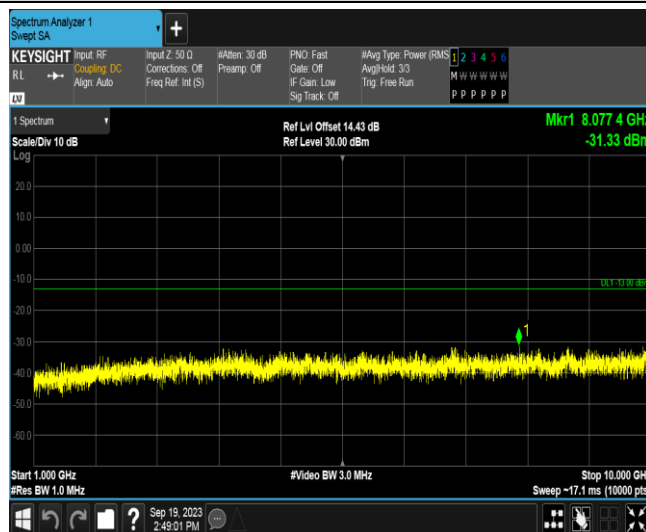 Spectrum Analyzer 1
Swept SA
+
KEYSIGHT
RL
LXI
Input: RF
Coupling: DC
Align: Auto
Input Z: 50 Ω
Corrections: Off
Freq Ref: Int (S)
#Atten: 30 dB
Preamp: Off
PNO: Fast
Gate: Off
IF Gain: Low
Sig Track: Off
#Avg Type: Power (RMS
Avg|Hold: 3/3
Trig: Free Run
1 2 3 4 5 6
M W W W W W
P P P P P P
1 Spectrum
Scale/Div 10 dB
Log
Ref Lvl Offset 14.43 dB
Ref Level 30.00 dBm
Mkr1 8.077 4 GHz
-31.33 dBm
20.0
10.0
0.00
-10.0
DL1 -13.00 dBm
-20.0
1
-30.0
-40.0
-50.0
-60.0
Start 1.000 GHz
#Res BW 1.0 MHz
#Video BW 3.0 MHz
Stop 10.000 GHz
Sweep ~17.1 ms (10000 pts
?
Sep 19, 2023
2:49:01 PM